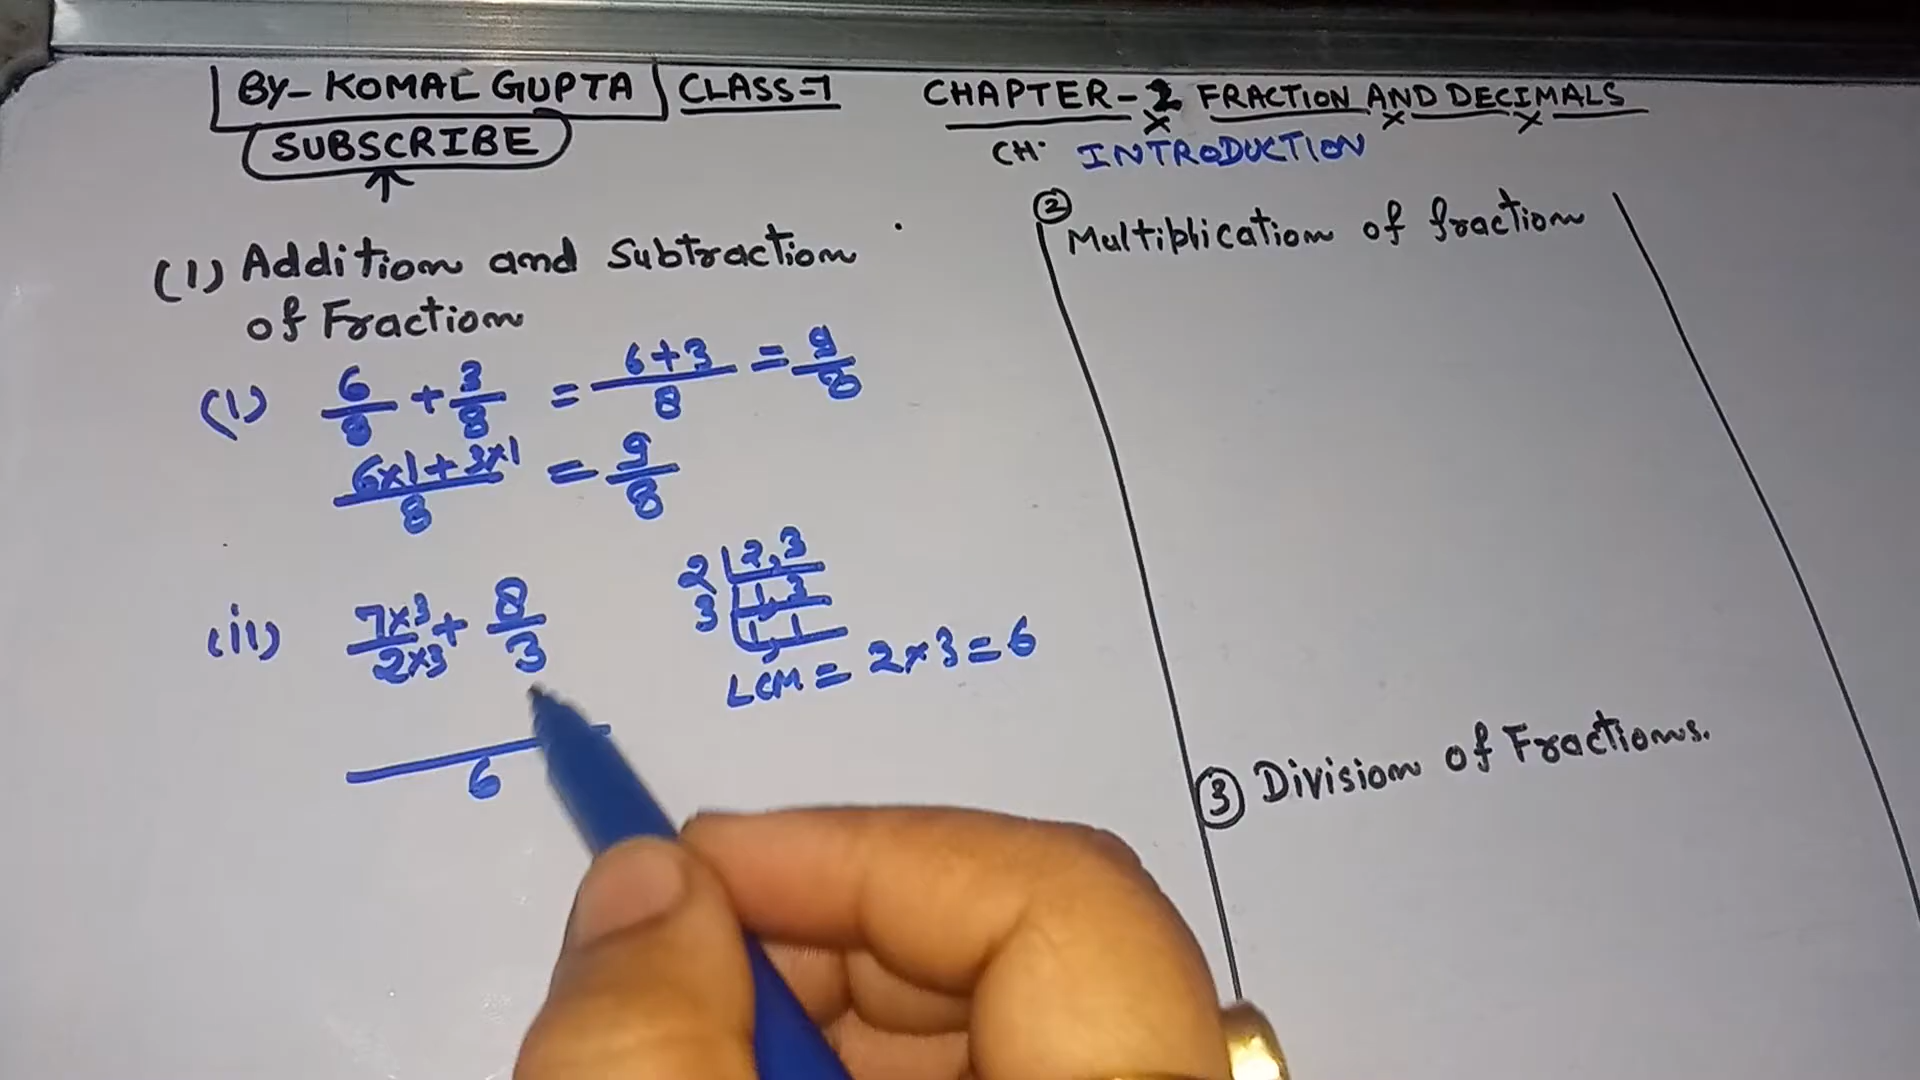 BY- KOMAL GUPTA CLASS-7
SUBSCRIBE
CHAPTER-2 FRACTION AND DECIMALS
CH. INTRODUCTION
(1) Addition and Subtraction
of Fraction
(i) 6/8 + 3/8 = 6+3/8 = 9/8
6×1+3×1/8 = 9/8
(ii) 7×3/2×3 + 8/3
6
2 | 2,3
3 | 1,3
1,1
LCM = 2×3=6
② Multiplication of fraction
③ Division of Fractions.